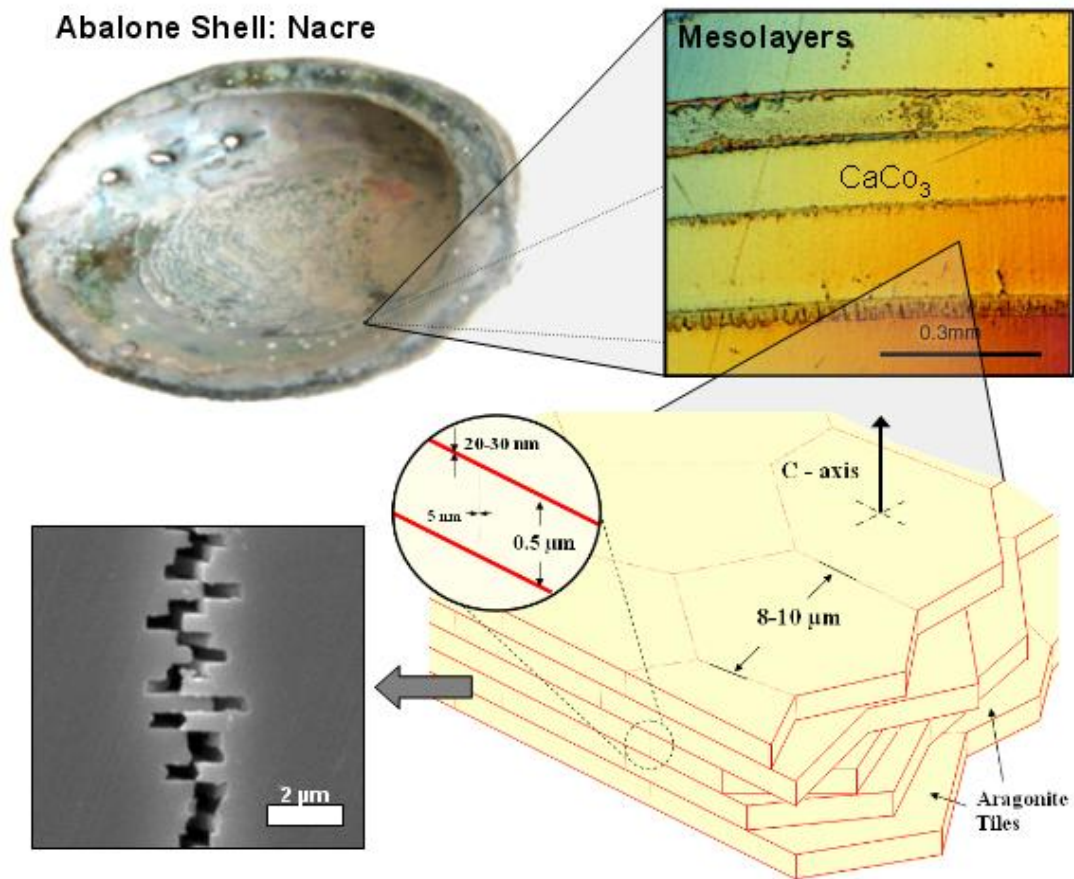 Abalone Shell: Nacre
Mesolayers
CaCo₃
0.3mm
20-30 nm
C - axis
5 nm
0.5 µm
8-10 µm
2 µm
Aragonite
Tiles